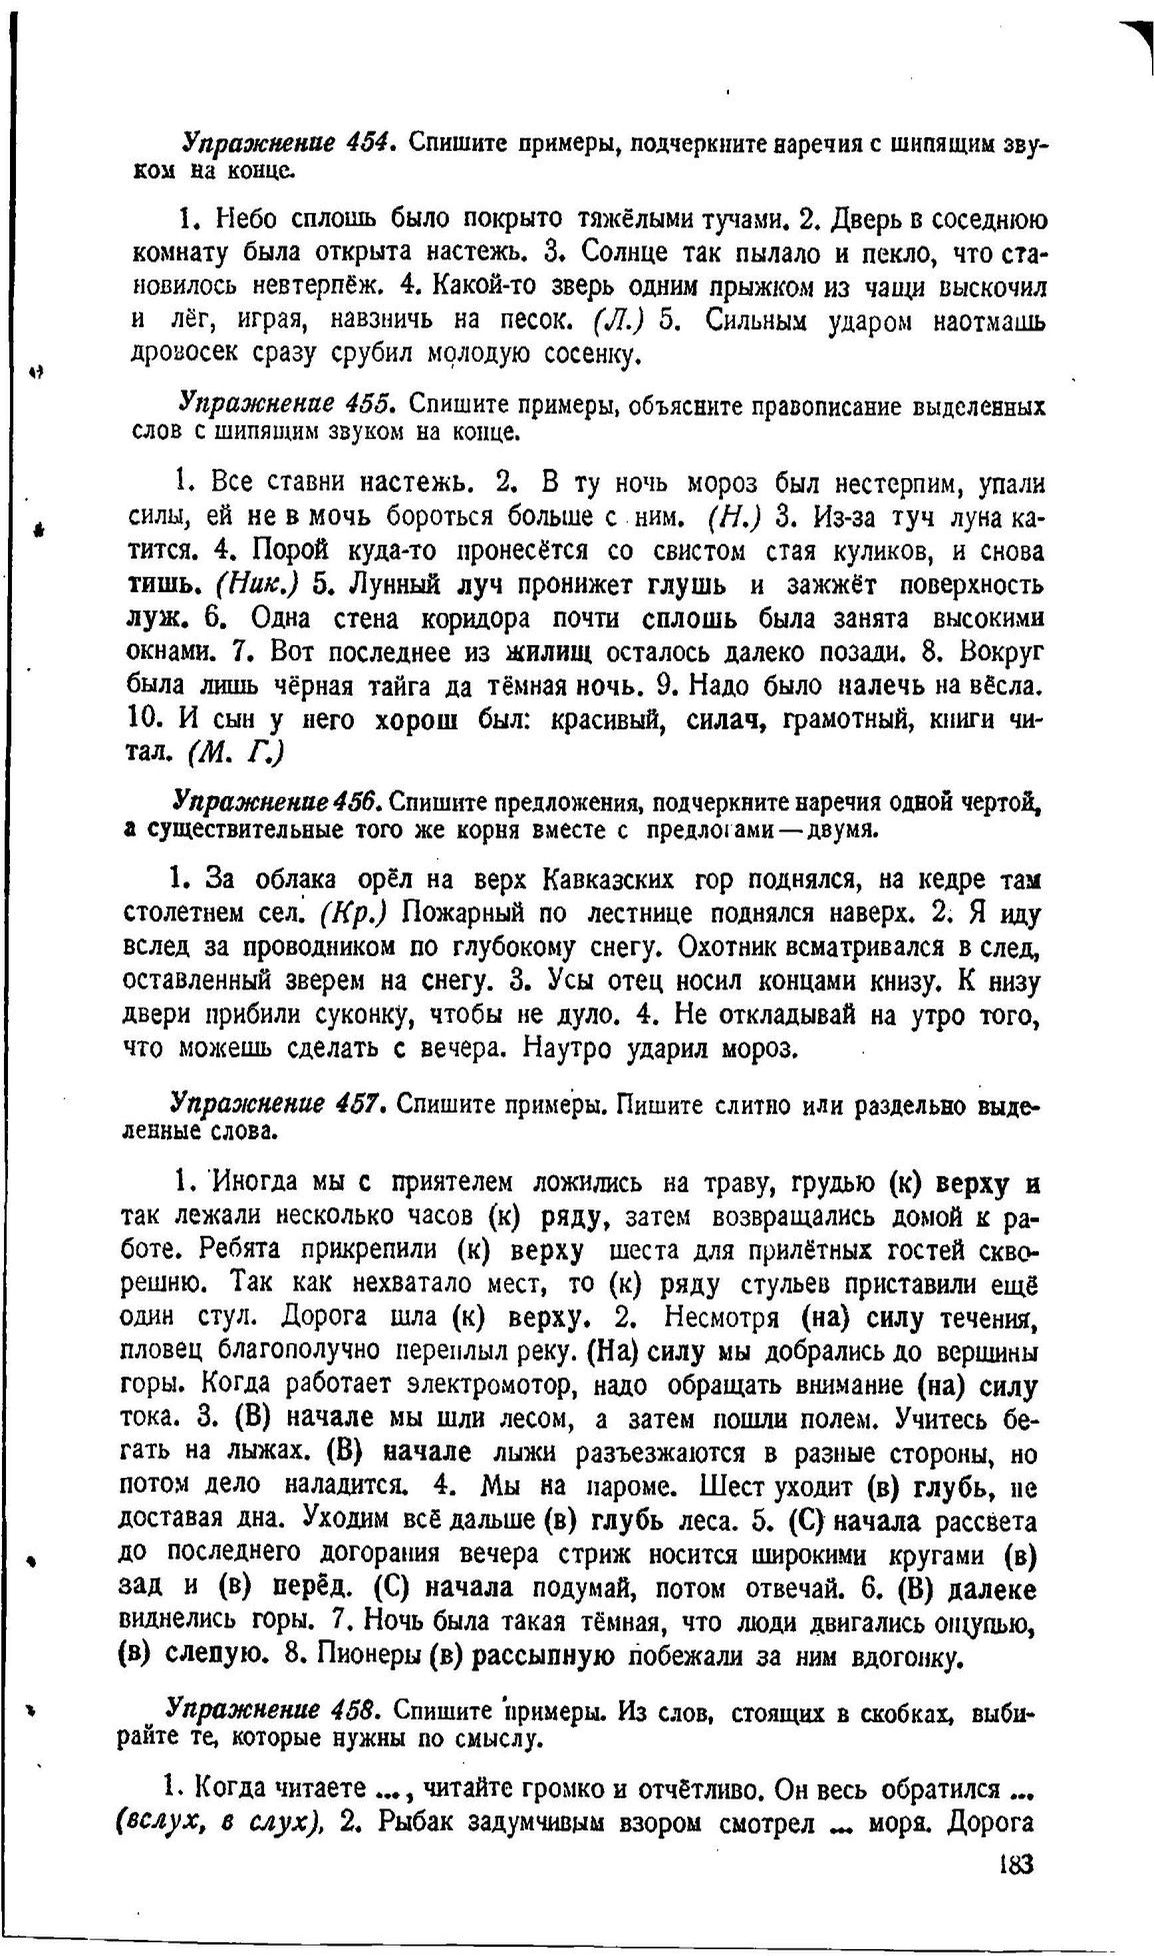 Упражнение 454. Спишите примеры, подчеркните наречия с шипящим зву-
ком на конце.
1. Небо сплошь было покрыто тяжёлыми тучами. 2. Дверь в соседнюю
комнату была открыта настежь. 3. Солнце так пылало и пекло, что ста-
новилось невтерпёж. 4. Какой-то зверь одним прыжком из чащи выскочил
и лёг, играя, навзничь на песок. (Л.) 5. Сильным ударом наотмашь
дровосек сразу срубил молодую сосенку.
Упражнение 455. Спишите примеры, объясните правописание выделенных
слов с шипящим звуком на конце.
1. Все ставни настежь. 2. В ту ночь мороз был нестерпим, упали
силы, ей не в мочь бороться больше с ним. (Н.) 3. Из-за туч луна ка-
тится. 4. Порой куда-то пронесётся со свистом стая куликов, и снова
тишь. (Ник.) 5. Лунный луч пронижет глушь и зажжёт поверхность
луж. 6. Одна стена коридора почти сплошь была занята высокими
окнами. 7. Вот последнее из жилищ осталось далеко позади. 8. Вокруг
была лишь чёрная тайга да тёмная ночь. 9. Надо было налечь на вёсла.
10. И сын у него хорош был: красивый, силач, грамотный, книги чи-
тал. (М. Г.)
Упражнение 456. Спишите предложения, подчеркните наречия одной чертой,
а существительные того же корня вместе с предлогами — двумя.
1. За облака орёл на верх Кавказских гор поднялся, на кедре там
столетнем сел. (Кр.) Пожарный по лестнице поднялся наверх. 2. Я иду
вслед за проводником по глубокому снегу. Охотник всматривался в след,
оставленный зверем на снегу. 3. Усы отец носил концами книзу. К низу
двери прибили суконку, чтобы не дуло. 4. Не откладывай на утро того,
что можешь сделать с вечера. Наутро ударил мороз.
Упражнение 457. Спишите примеры. Пишите слитно или раздельно выде-
ленные слова.
1. Иногда мы с приятелем ложились на траву, грудью (к) верху и
так лежали несколько часов (к) ряду, затем возвращались домой к ра-
боте. Ребята прикрепили (к) верху шеста для прилётных гостей скво-
решню. Так как нехватало мест, то (к) ряду стульев приставили ещё
один стул. Дорога шла (к) верху. 2. Несмотря (на) силу течения,
пловец благополучно переплыл реку. (На) силу мы добрались до вершины
горы. Когда работает электромотор, надо обращать внимание (на) силу
тока. 3. (В) начале мы шли лесом, а затем пошли полем. Учитесь бе-
гать на лыжах. (В) начале лыжи разъезжаются в разные стороны, но
потом дело наладится. 4. Мы на пароме. Шест уходит (в) глубь, не
доставая дна. Уходим всё дальше (в) глубь леса. 5. (С) начала рассвета
до последнего догорания вечера стриж носится широкими кругами (в)
зад и (в) перёд. (С) начала подумай, потом отвечай. 6. (В) далеке
виднелись горы. 7. Ночь была такая тёмная, что люди двигались ощупью,
(в) слепую. 8. Пионеры (в) рассыпную побежали за ним вдогонку.
Упражнение 458. Спишите примеры. Из слов, стоящих в скобках, выби-
райте те, которые нужны по смыслу.
1. Когда читаете ..., читайте громко и отчётливо. Он весь обратился ...
(вслух, в слух), 2. Рыбак задумчивым взором смотрел ... моря. Дорога
183